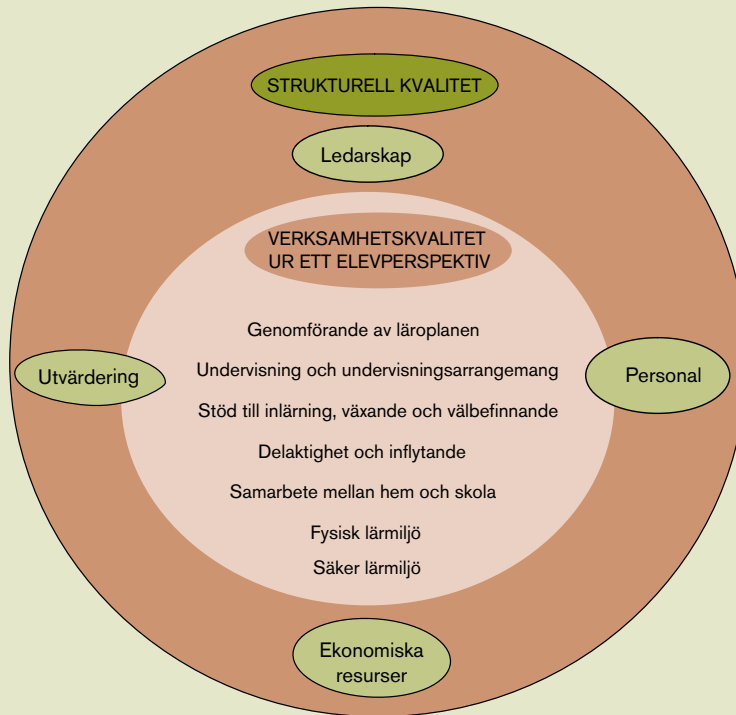 STRUKTURELL KVALITET
Ledarskap
VERKSAMHETSKVALITET
UR ETT ELEVPERSPEKTIV
Genomförande av läroplanen
Utvärdering
Undervisning och undervisningsarrangemang
Personal
Stöd till inlärning, växande och välbefinnande
Delaktighet och inflytande
Samarbete mellan hem och skola
Fysisk lärmiljö
Säker lärmiljö
Ekonomiska
resurser